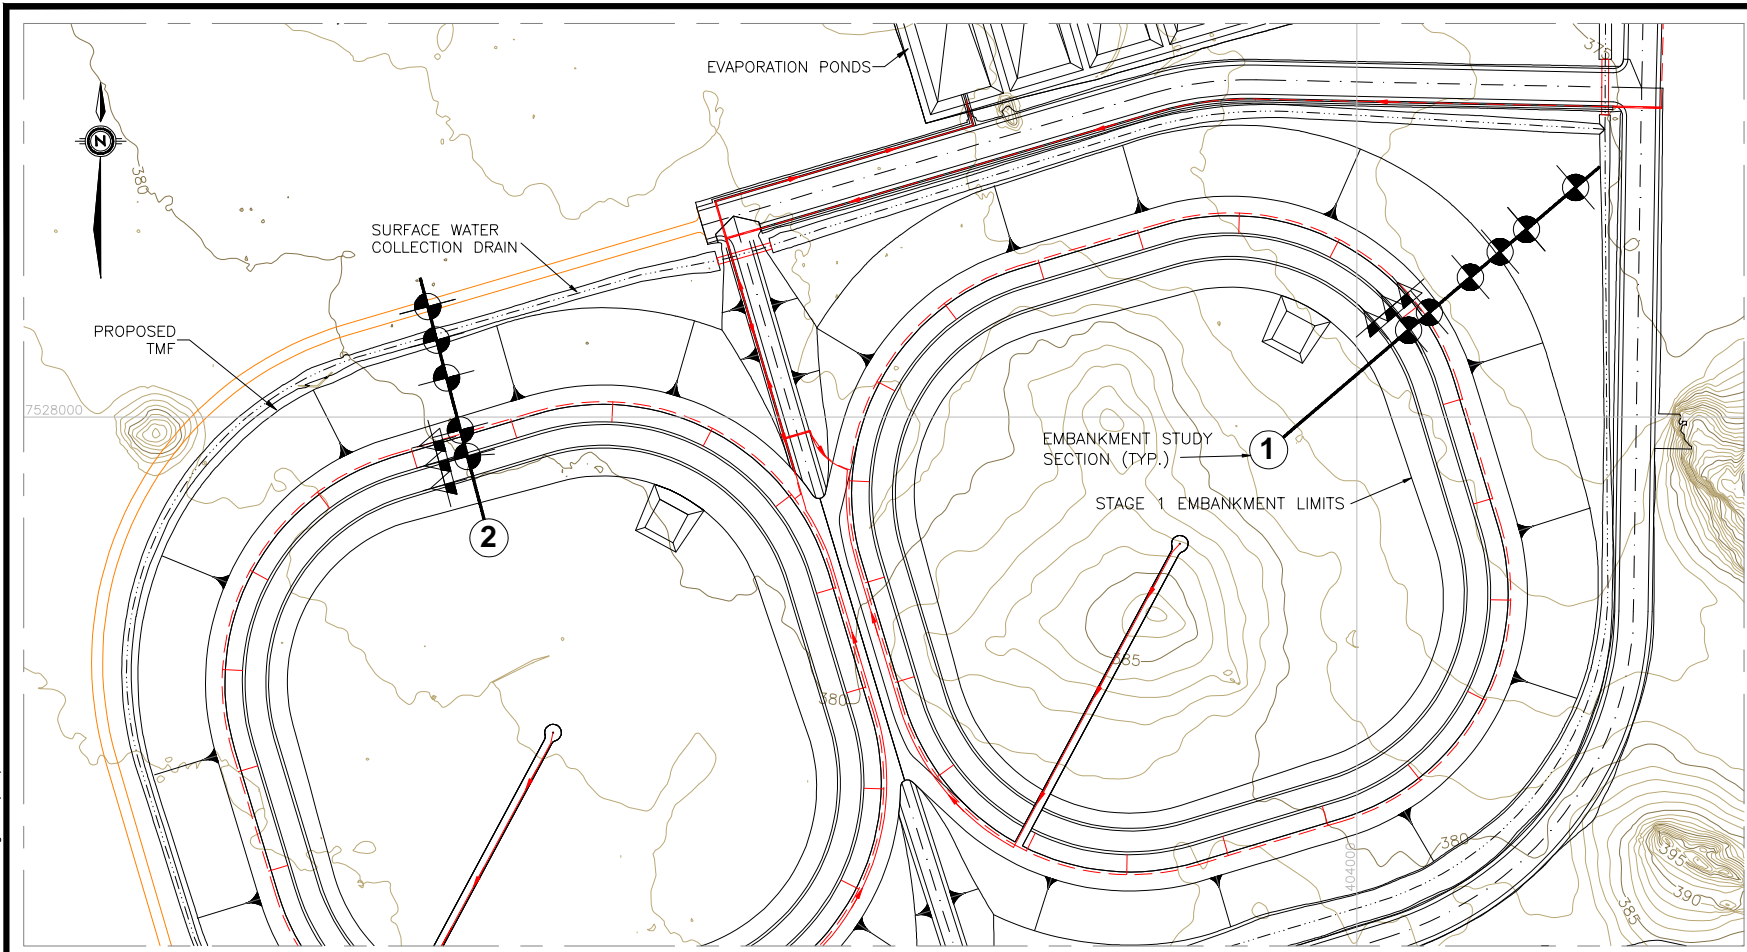 EVAPORATION PONDS
375
N
380
SURFACE WATER
COLLECTION DRAIN
PROPOSED
TMF
7528000
EMBANKMENT STUDY
SECTION (TYP.)
1
STAGE 1 EMBANKMENT LIMITS
2
385
380
380
404000
395
390
385